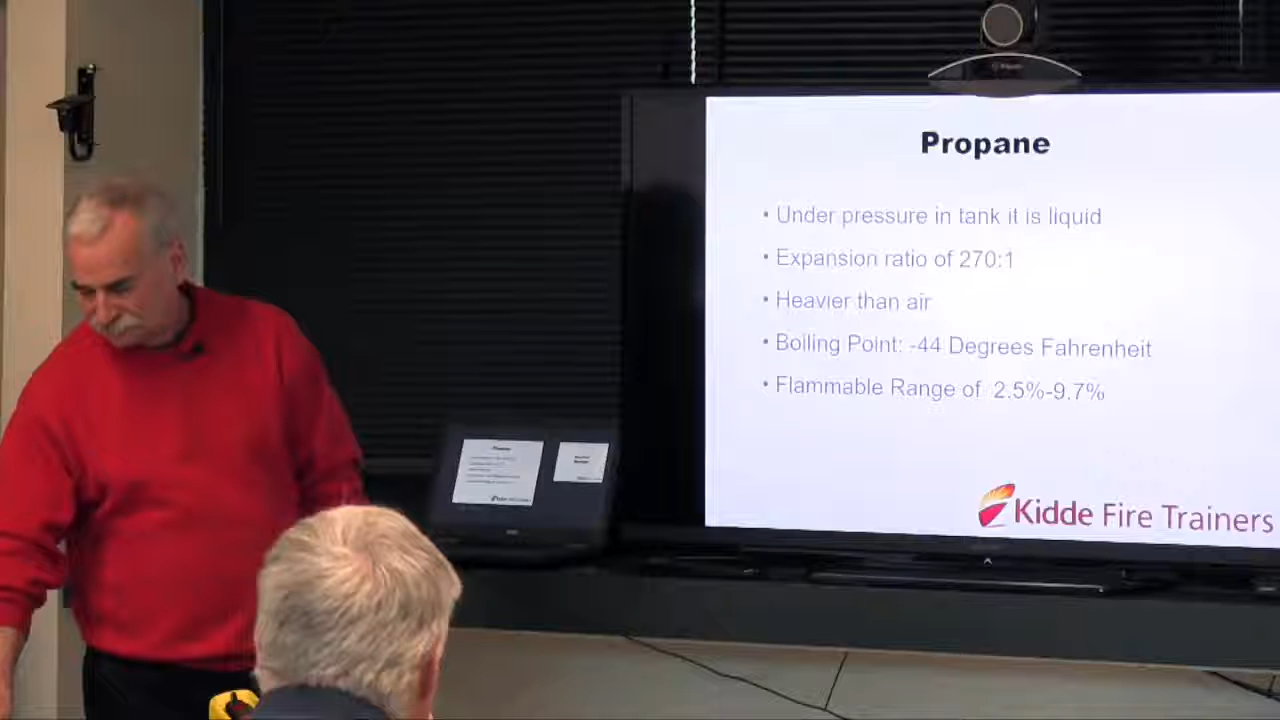 Propane
• Under pressure in tank it is liquid
• Expansion ratio of 270:1
• Heavier than air
• Boiling Point: -44 Degrees Fahrenheit
• Flammable Range of 2.5%-9.7%
Kidde Fire Trainers